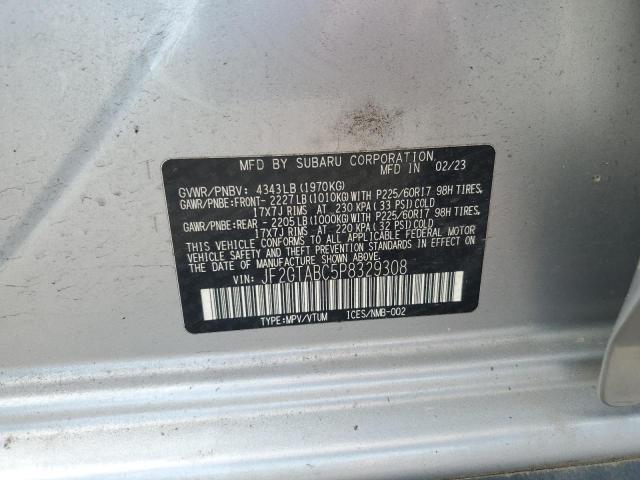 MFD BY SUBARU CORPORATION
MFD IN 02/23
GVWR/PNBV: 4343LB(1970KG)
GAWR/PNBE:FRONT- 2227LB(1010KG)WITH P225/60R17 98H TIRES,
17X7J RIMS AT 230 KPA(33 PSI)COLD
GAWR/PNBE:REAR - 2205LB(1000KG)WITH P225/60R17 98H TIRES,
17X7J RIMS AT 220 KPA(32 PSI)COLD
THIS VEHICLE CONFORMS TO ALL APPLICABLE FEDERAL MOTOR
VEHICLE SAFETY AND THEFT PREVENTION STANDARDS IN EFFECT
ON THE DATE OF MANUFACTURE SHOWN ABOVE.
VIN: JF2GTABC5P8329308
TYPE:MPV/VTUM ICES/NMB-002